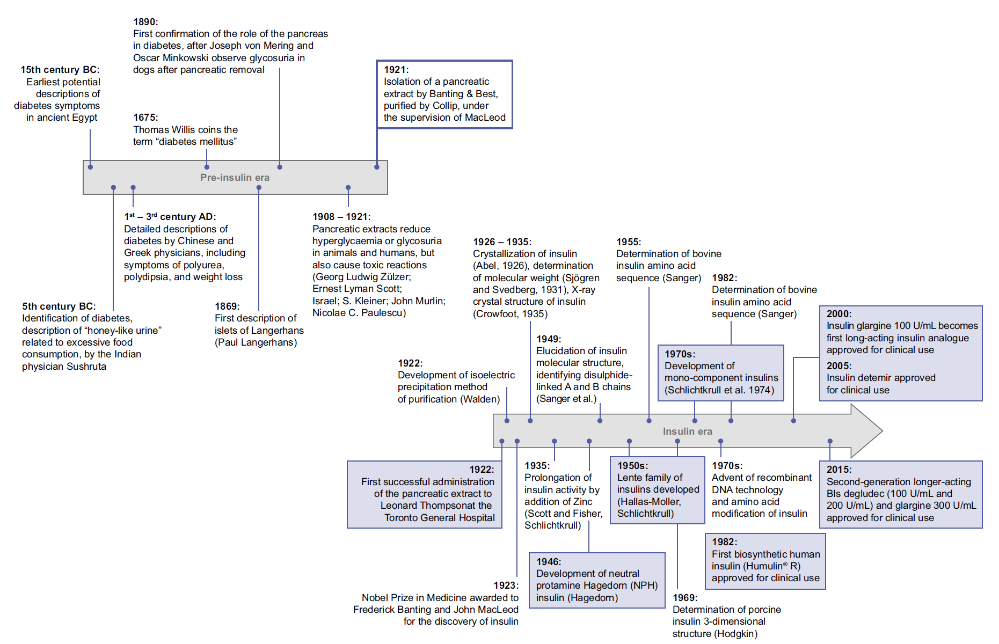 1890:
First confirmation of the role of the pancreas
in diabetes, after Joseph von Mering and
Oscar Minkowski observe glycosuria in
dogs after pancreatic removal
15th century BC:
Earliest potential
descriptions of
diabetes symptoms
in ancient Egypt
1675:
Thomas Willis coins the
term “diabetes mellitus”
1921:
Isolation of a pancreatic
extract by Banting & Best,
purified by Collip, under
the supervision of MacLeod
Pre-insulin era
1st – 3rd century AD:
Detailed descriptions of
diabetes by Chinese and
Greek physicians, including
symptoms of polyurea,
polydipsia, and weight loss
5th century BC:
Identification of diabetes,
description of “honey-like urine”
related to excessive food
consumption, by the Indian
physician Sushruta
1869:
First description of
islets of Langerhans
(Paul Langerhans)
1908 – 1921:
Pancreatic extracts reduce
hyperglycaemia or glycosuria
in animals and humans, but
also cause toxic reactions
(Georg Ludwig Zülzer;
Ernest Lyman Scott;
Israel; S. Kleiner; John Murlin;
Nicolae C. Paulescu)
1922:
Development of isoelectric
precipitation method
of purification (Walden)
1926 – 1935:
Crystallization of insulin
(Abel, 1926), determination
of molecular weight (Sjögren
and Svedberg, 1931), X-ray
crystal structure of insulin
(Crowfoot, 1935)
1949:
Elucidation of insulin
molecular structure,
identifying disulphide-
linked A and B chains
(Sanger et al.)
1955:
Determination of bovine
insulin amino acid
sequence (Sanger)
1970s:
Development of
mono-component insulins
(Schlichtkrull et al. 1974)
1982:
Determination of bovine
insulin amino acid
sequence (Sanger)
2000:
Insulin glargine 100 U/mL becomes
first long-acting insulin analogue
approved for clinical use
2005:
Insulin detemir approved
for clinical use
Insulin era
1922:
First successful administration
of the pancreatic extract to
Leonard Thompsonat the
Toronto General Hospital
1923:
Nobel Prize in Medicine awarded to
Frederick Banting and John MacLeod
for the discovery of insulin
1935:
Prolongation of
insulin activity by
addition of Zinc
(Scott and Fisher,
Schlichtkrull)
1946:
Development of neutral
protamine Hagedorn (NPH)
insulin (Hagedorn)
1950s:
Lente family of
insulins developed
(Hallas-Moller,
Schlichtkrull)
1969:
Determination of porcine
insulin 3-dimensional
structure (Hodgkin)
1970s:
Advent of recombinant
DNA technology
and amino acid
modification of insulin
1982:
First biosynthetic human
insulin (Humulin® R)
approved for clinical use
2015:
Second-generation longer-acting
BIs degludec (100 U/mL and
200 U/mL) and glargine 300 U/mL
approved for clinical use